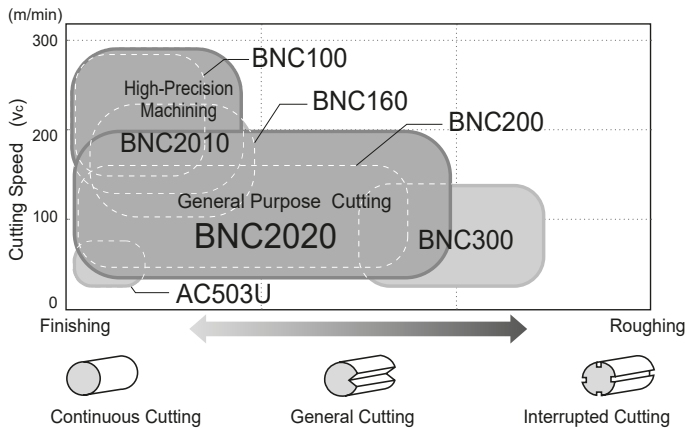 (m/min)
300
200
100
0
Cutting Speed (vc)
BNC100
High-Precision
Machining
BNC160
BNC200
BNC2010
General Purpose Cutting
BNC2020
BNC300
AC503U
Finishing
Roughing
Continuous Cutting
General Cutting
Interrupted Cutting